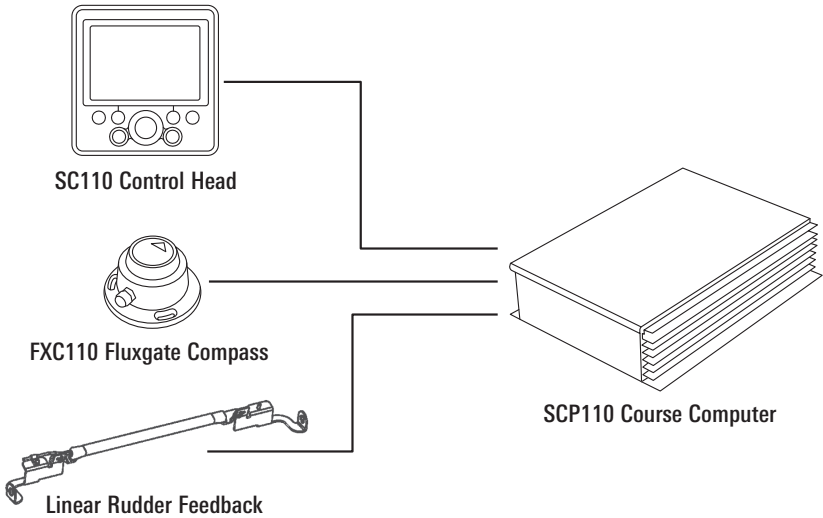 SC110 Control Head
FXC110 Fluxgate Compass
SCP110 Course Computer
Linear Rudder Feedback